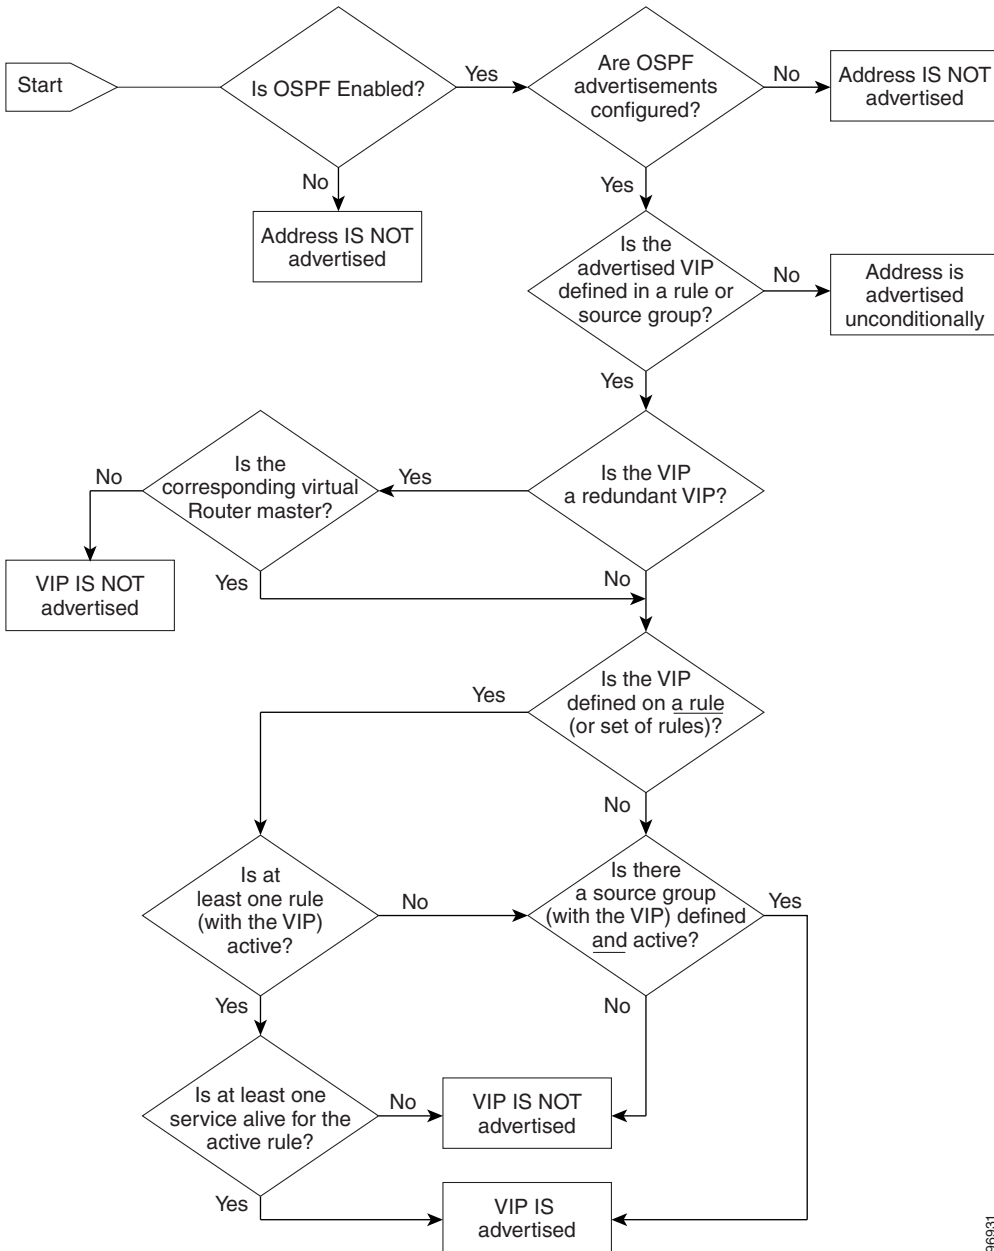 Start
Is OSPF Enabled?
Yes
Are OSPF
advertisements
configured?
No
Address IS NOT
advertised
No
Address IS NOT
advertised
Yes
Is the
advertised VIP
defined in a rule or
source group?
No
Address is
advertised
unconditionally
Yes
Is the VIP
a redundant VIP?
Yes
Is the
corresponding virtual
Router master?
No
VIP IS NOT
advertised
Yes
No
Is the VIP
defined on a rule
(or set of rules)?
Yes
No
Is at
least one rule
(with the VIP)
active?
No
Is there
a source group
(with the VIP) defined
and active?
Yes
Yes
No
Is at least one
service alive for the
active rule?
No
VIP IS NOT
advertised
Yes
VIP IS
advertised
96931